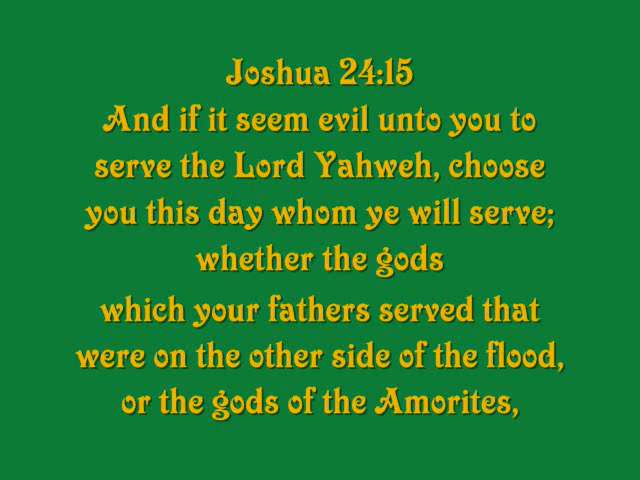 Joshua 24:15
And if it seem evil unto you to
serve the Lord Yahweh, choose
you this day whom ye will serve;
whether the gods
which your fathers served that
were on the other side of the flood,
or the gods of the Amorites,